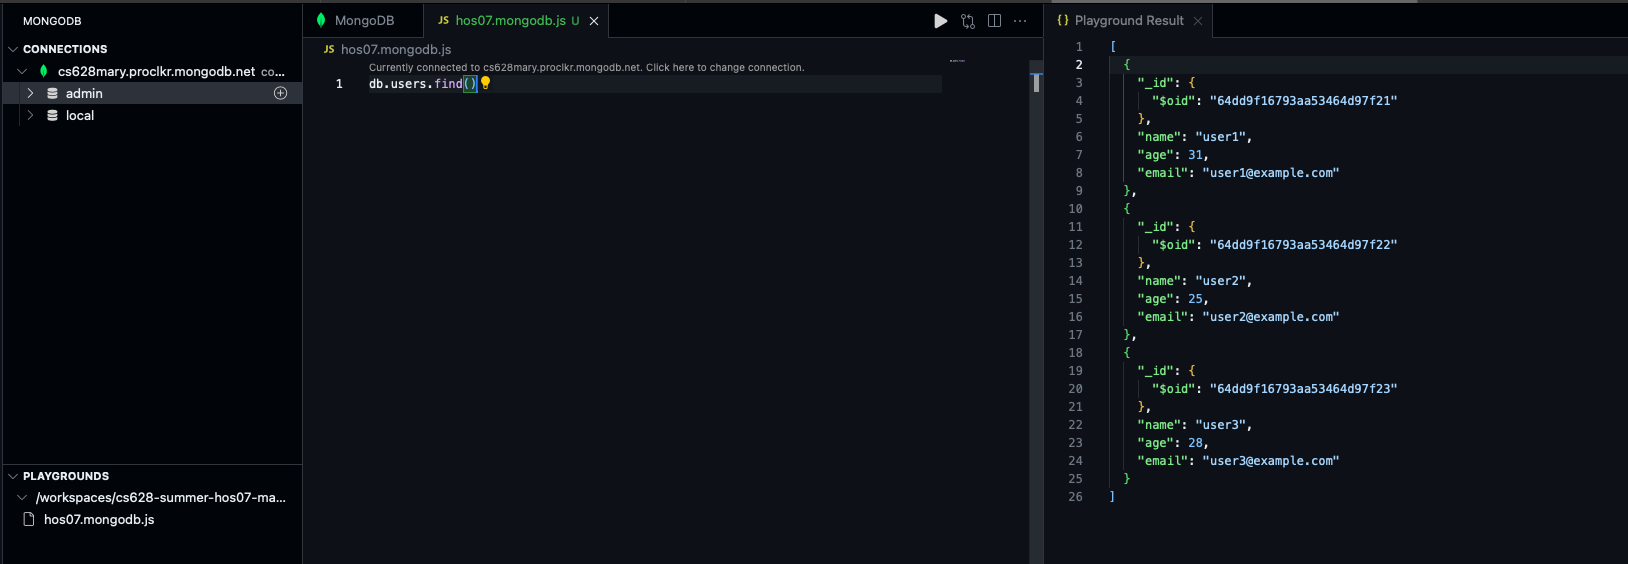 MONGODB
CONNECTIONS
cs628mary.proclkr.mongodb.net co...
admin
local
PLAYGROUNDS
/workspaces/cs628-summer-hos07-ma...
hos07.mongodb.js
MongoDB
JS hos07.mongodb.js U
JS hos07.mongodb.js
Currently connected to cs628mary.proclkr.mongodb.net. Click here to change connection.
1 db.users.find()
{} Playground Result
1 [
2 {
3 "_id": {
4 "$oid": "64dd9f16793aa53464d97f21"
5 },
6 "name": "user1",
7 "age": 31,
8 "email": "user1@example.com"
9 },
10 {
11 "_id": {
12 "$oid": "64dd9f16793aa53464d97f22"
13 },
14 "name": "user2",
15 "age": 25,
16 "email": "user2@example.com"
17 },
18 {
19 "_id": {
20 "$oid": "64dd9f16793aa53464d97f23"
21 },
22 "name": "user3",
23 "age": 28,
24 "email": "user3@example.com"
25 }
26 ]